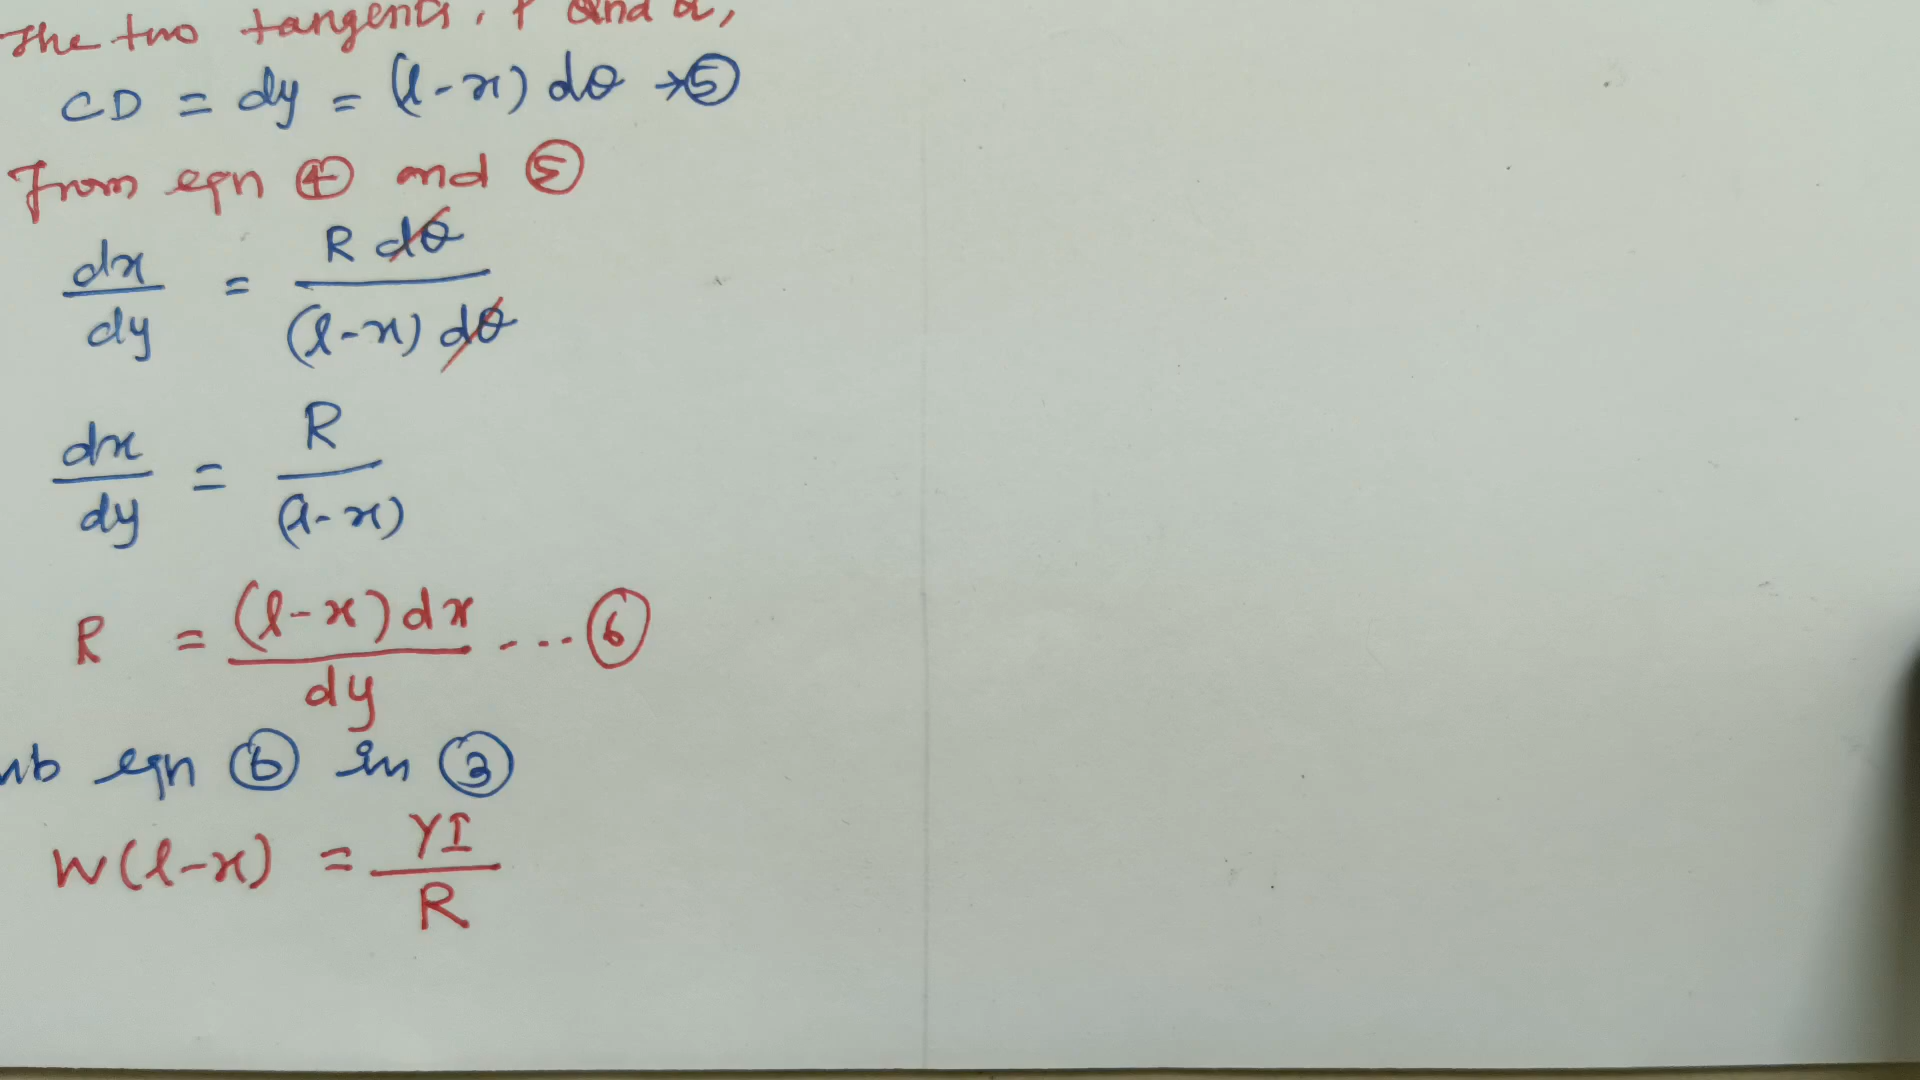 The two tangents, P and Q,
CD = dy = (l-x) dθ → ⑤
From eqn ④ and ⑤
dx/dy = R dθ/(l-x) dθ
dx/dy = R/(l-x)
R = (l-x) dx/dy ... ⑥
ub eqn ⑥ in ③
W(l-x) = YI/R